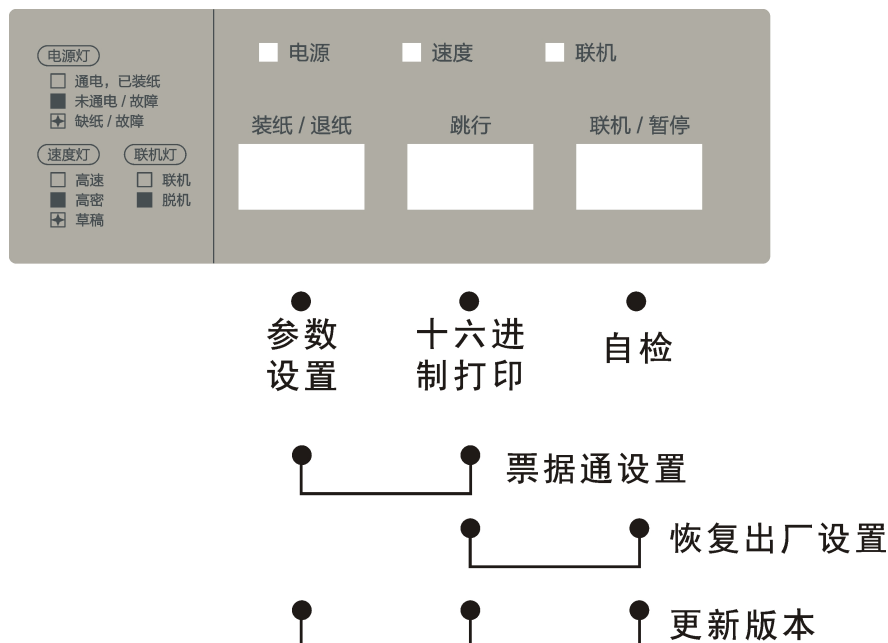 电源灯
通电，已装纸
未通电 / 故障
缺纸 / 故障
速度灯 联机灯
高速 联机
高密 脱机
草稿
电源 速度 联机
装纸 / 退纸 跳行 联机 / 暂停
参数
设置
十六进
制打印
自检
票据通设置
恢复出厂设置
更新版本